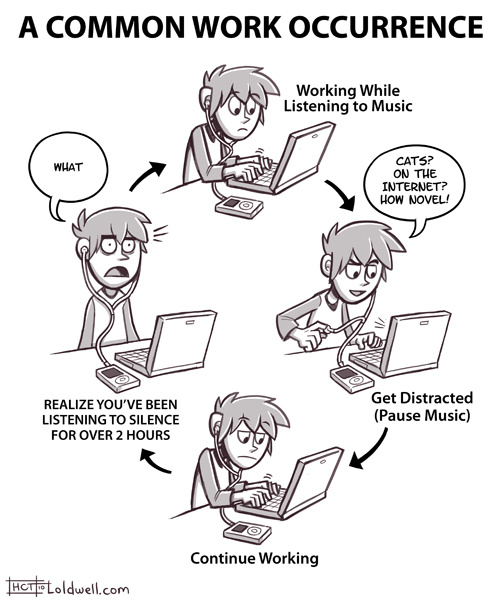 A COMMON WORK OCCURRENCE
Working While
Listening to Music
WHAT
CATS?
ON THE
INTERNET?
HOW NOVEL!
Get Distracted
(Pause Music)
REALIZE YOU'VE BEEN
LISTENING TO SILENCE
FOR OVER 2 HOURS
Continue Working
HCT10 Loldwell.com